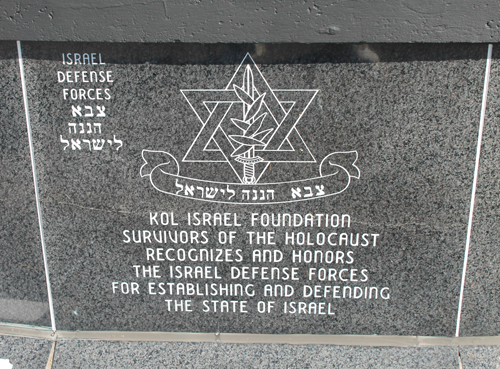 ISRAEL
DEFENSE
FORCES
צבא
הגנה
לישראל
צבא הגנה לישראל
KOL ISRAEL FOUNDATION
SURVIVORS OF THE HOLOCAUST
RECOGNIZES AND HONORS
THE ISRAEL DEFENSE FORCES
FOR ESTABLISHING AND DEFENDING
THE STATE OF ISRAEL